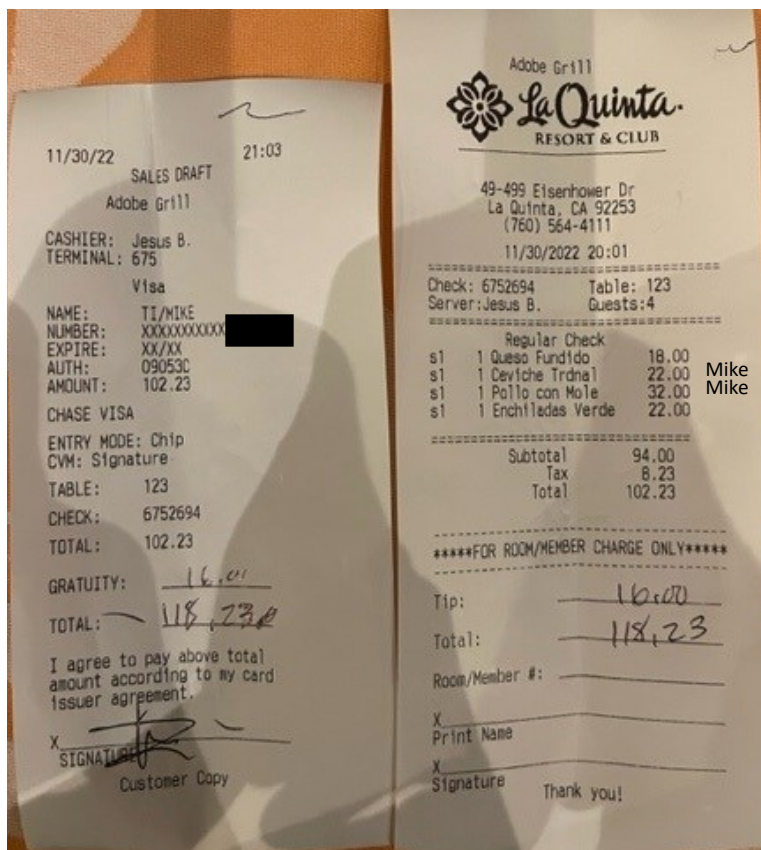 11/30/22 21:03
SALES DRAFT
Adobe Grill
CASHIER: Jesus B.
TERMINAL: 675
Visa
NAME: TI/MIKE
NUMBER: XXXXXXXXXXX
EXPIRE: XX/XX
AUTH: 09053C
AMOUNT: 102.23
CHASE VISA
ENTRY MODE: Chip
CVM: Signature
TABLE: 123
CHECK: 6752694
TOTAL: 102.23
GRATUITY: 16.00
TOTAL: 118,23
I agree to pay above total
amount according to my card
issuer agreement.
X
SIGNATURE
Customer Copy
Adobe Grill
La Quinta.
RESORT & CLUB
49-499 Eisenhower Dr
La Quinta, CA 92253
(760) 564-4111
11/30/2022 20:01
Check: 6752694 Table: 123
Server:Jesus B. Guests:4
Regular Check
s1 1 Queso Fundido 18.00
s1 1 Ceviche Trdnal 22.00 Mike
s1 1 Pollo con Mole 32.00 Mike
s1 1 Enchiladas Verde 22.00
Subtotal 94.00
Tax 8.23
Total 102.23
*****FOR ROOM/MEMBER CHARGE ONLY*****
Tip: 16.00
Total: 118,23
Room/Member #:
X
Print Name
X
Signature
Thank you!